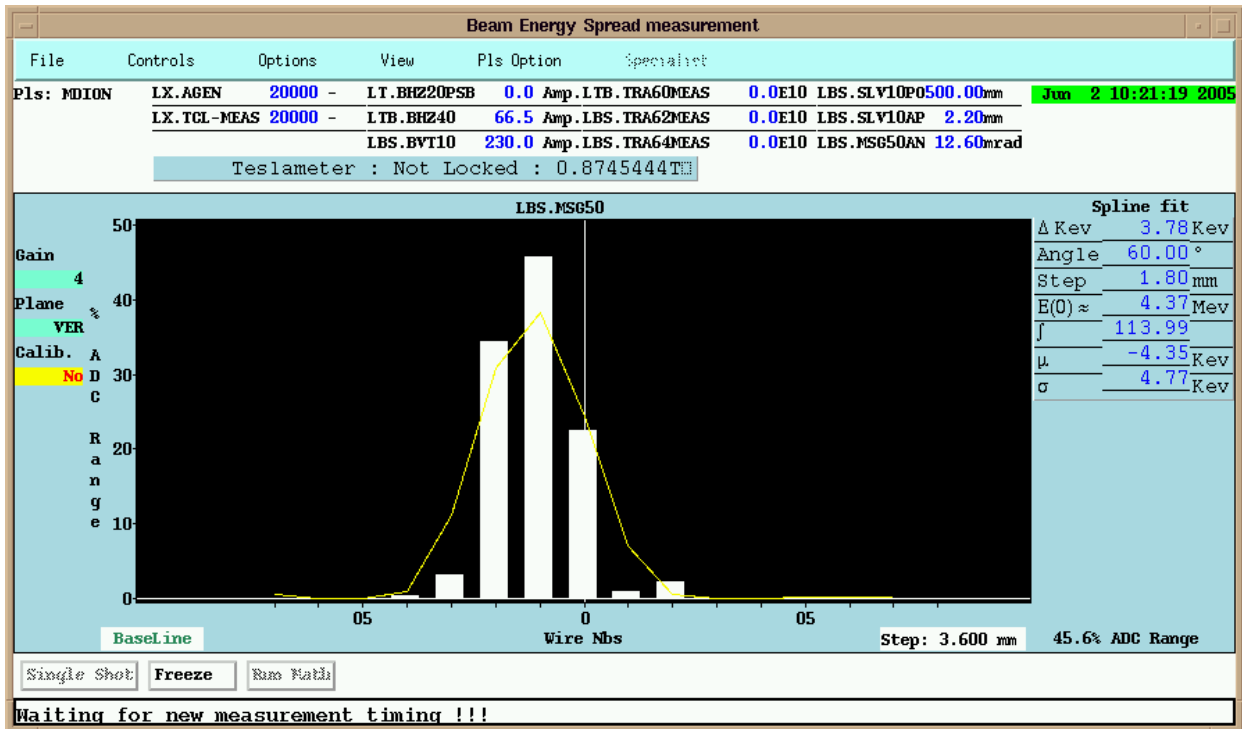 Beam Energy Spread measurement
File Controls Options View Pls Option Specialist
Pls: MDION LX.AGEN 20000 - LT.BHZ20PSB 0.0 Amp. LTB.TRA60MEAS 0.0E10 LBS.SLV10PO 500.00mm Jun 2 10:21:19 2005
LX.TCL-MEAS 20000 - LTB.BHZ40 66.5 Amp. LBS.TRA62MEAS 0.0E10 LBS.SLV10AP 2.20mm
LBS.BVT10 230.0 Amp. LBS.TRA64MEAS 0.0E10 LBS.MSG50AN 12.60mrad
Teslameter : Not Locked : 0.8745444T
LBS.MSG50
Spline fit
Δ Kev 3.78 Kev
Angle 60.00 °
Step 1.80 mm
E(0) ≈ 4.37 Mev
∫ 113.99
μ -4.35 Kev
σ 4.77 Kev
Gain
4
Plane
VER
Calib.
No
% ADC Range
50
40
30
20
10
0
05 0 05
BaseLine Wire Nbs Step: 3.600 mm 45.6% ADC Range
Single Shot Freeze Run Math
Waiting for new measurement timing !!!